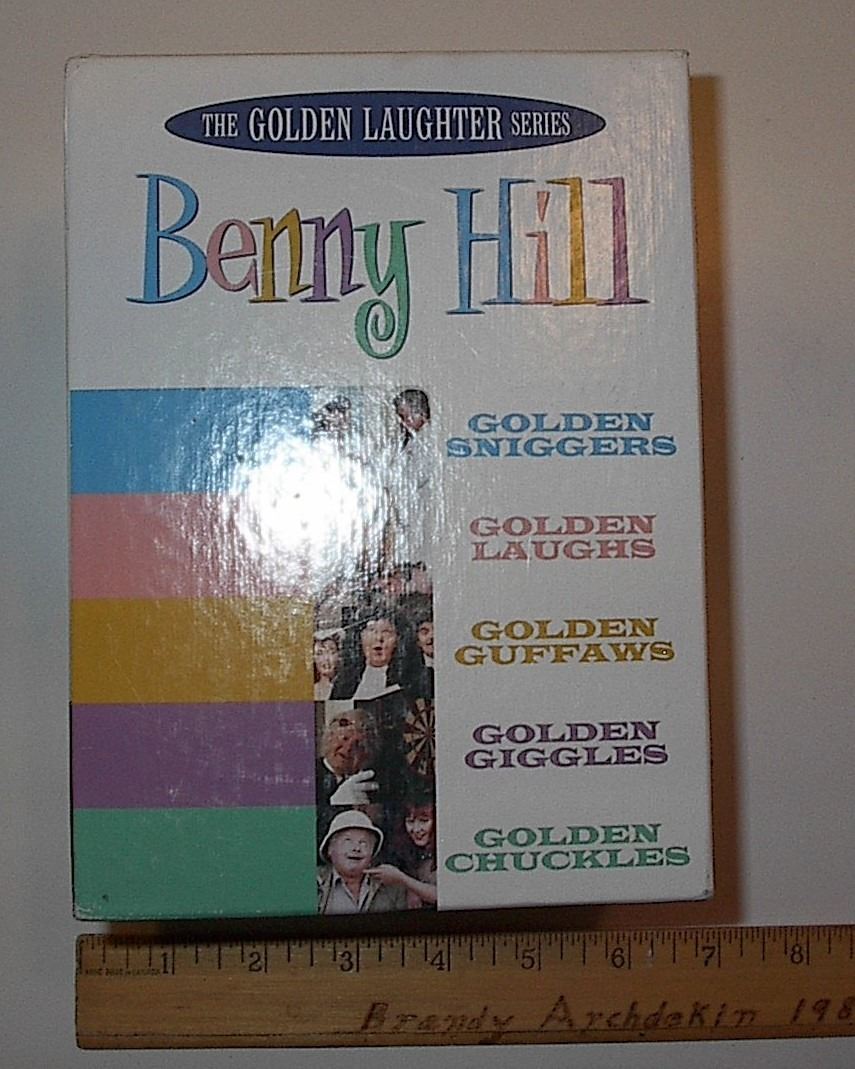 THE GOLDEN LAUGHTER SERIES
Benny Hill
GOLDEN
SNIGGERS
GOLDEN
LAUGHS
GOLDEN
GUFFAWS
GOLDEN
GIGGLES
GOLDEN
CHUCKLES
1 2 3 4 5 6 7 8
Brandy Archdekin 198